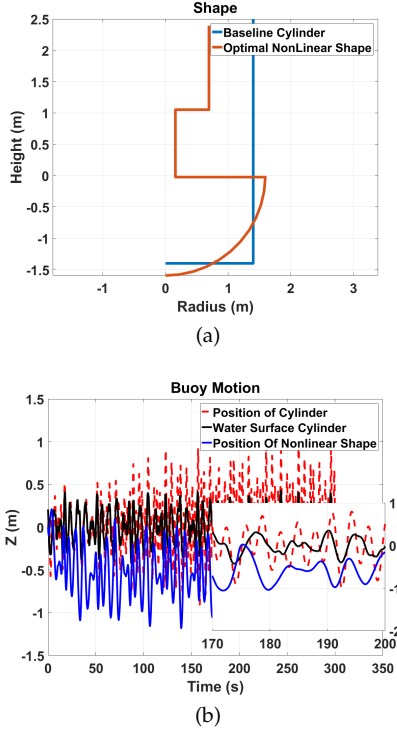 Shape
Baseline Cylinder
Optimal NonLinear Shape
2.5
2
1.5
1
0.5
0
-0.5
-1
-1.5
Height (m)
-1 0 1 2 3
Radius (m)
(a)
Buoy Motion
Position of Cylinder
Water Surface Cylinder
Position Of Nonlinear Shape
1.5
1
0.5
0
-0.5
-1
-1.5
Z (m)
1
0
-1
-2
170 180 190 200
0 50 100 150 200 250 300 350
Time (s)
(b)